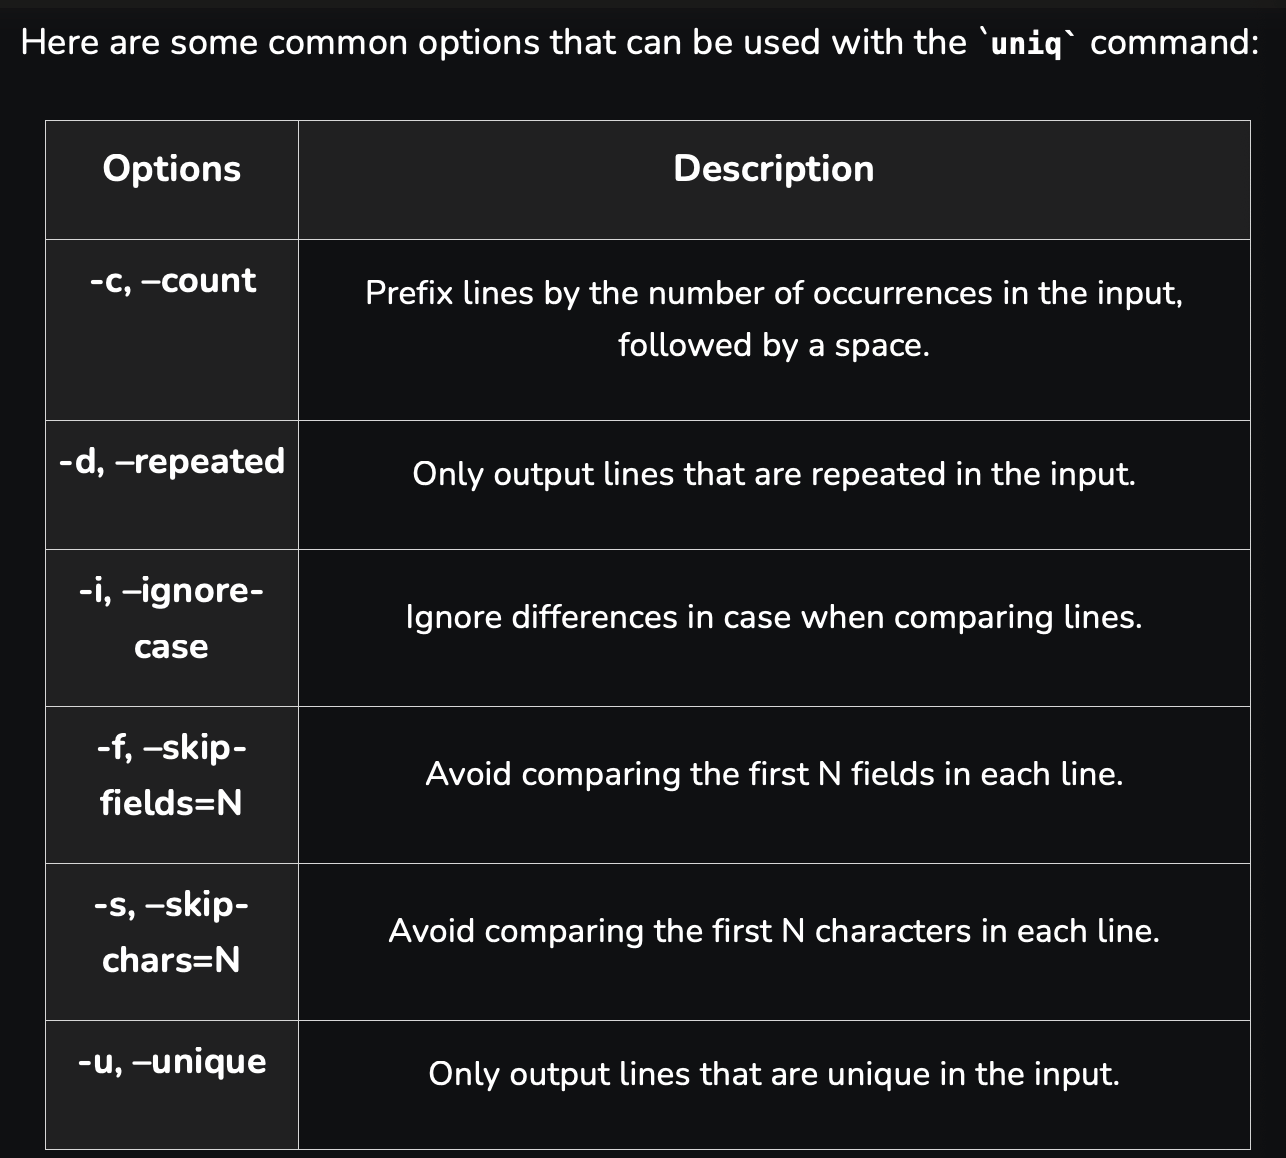 Here are some common options that can be used with the `uniq` command:
Options
Description
-c, –count
Prefix lines by the number of occurrences in the input,
followed by a space.
-d, –repeated
Only output lines that are repeated in the input.
-i, –ignore-
case
Ignore differences in case when comparing lines.
-f, –skip-
fields=N
Avoid comparing the first N fields in each line.
-s, –skip-
chars=N
Avoid comparing the first N characters in each line.
-u, –unique
Only output lines that are unique in the input.